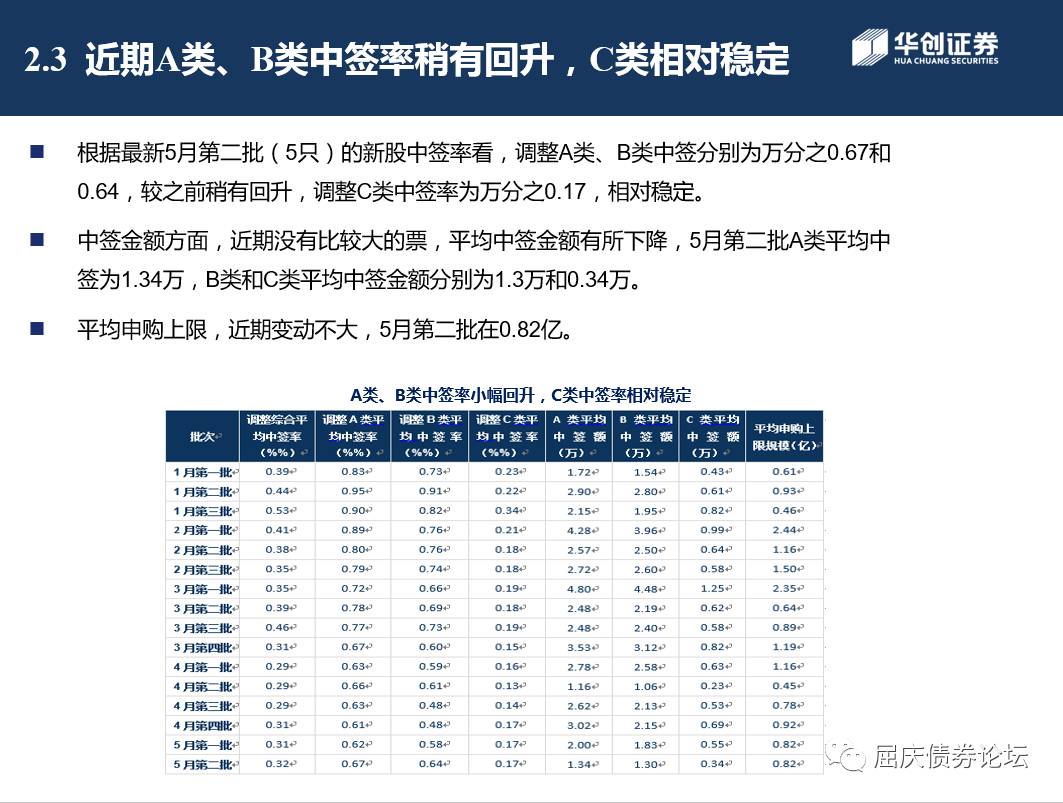 2.3 近期A类、B类中签率稍有回升，C类相对稳定
华创证券
HUA CHUANG SECURITIES
■ 根据最新5月第二批（5只）的新股中签率看，调整A类、B类中签分别为万分之0.67和
0.64，较之前稍有回升，调整C类中签率为万分之0.17，相对稳定。
■ 中签金额方面，近期没有比较大的票，平均中签金额有所下降，5月第二批A类平均中
签为1.34万，B类和C类平均中签金额分别为1.3万和0.34万。
■ 平均申购上限，近期变动不大，5月第二批在0.82亿。
A类、B类中签率小幅回升，C类中签率相对稳定
批次 调整综合平均中签率（%%） 调整A类平均中签率（%%） 调整B类平均中签率（%%） 调整C类平均中签率（%%） A类平均中签额（万） B类平均中签额（万） C类平均中签额（万） 平均申购上限规模（亿）
1月第一批 0.39 0.83 0.73 0.23 1.72 1.54 0.43 0.61
1月第二批 0.44 0.95 0.91 0.22 2.90 2.80 0.61 0.93
1月第三批 0.53 0.90 0.82 0.34 2.15 1.95 0.82 0.46
2月第一批 0.41 0.89 0.76 0.21 4.28 3.96 0.99 2.44
2月第二批 0.38 0.80 0.76 0.18 2.57 2.50 0.64 1.16
2月第三批 0.35 0.79 0.74 0.18 2.72 2.60 0.58 1.50
3月第一批 0.35 0.72 0.66 0.19 4.80 4.48 1.25 2.35
3月第二批 0.39 0.78 0.69 0.18 2.48 2.19 0.62 0.64
3月第三批 0.46 0.77 0.73 0.19 2.48 2.40 0.58 0.89
3月第四批 0.31 0.67 0.60 0.15 3.53 3.12 0.82 1.19
4月第一批 0.29 0.63 0.59 0.16 2.78 2.58 0.63 1.16
4月第二批 0.29 0.66 0.61 0.13 1.16 1.06 0.23 0.45
4月第三批 0.29 0.63 0.48 0.14 2.62 2.13 0.53 0.78
4月第四批 0.31 0.61 0.48 0.17 3.02 2.15 0.69 0.92
5月第一批 0.31 0.62 0.58 0.17 2.00 1.83 0.55 0.82
5月第二批 0.32 0.67 0.64 0.17 1.34 1.30 0.34 0.82
屈庆债券论坛